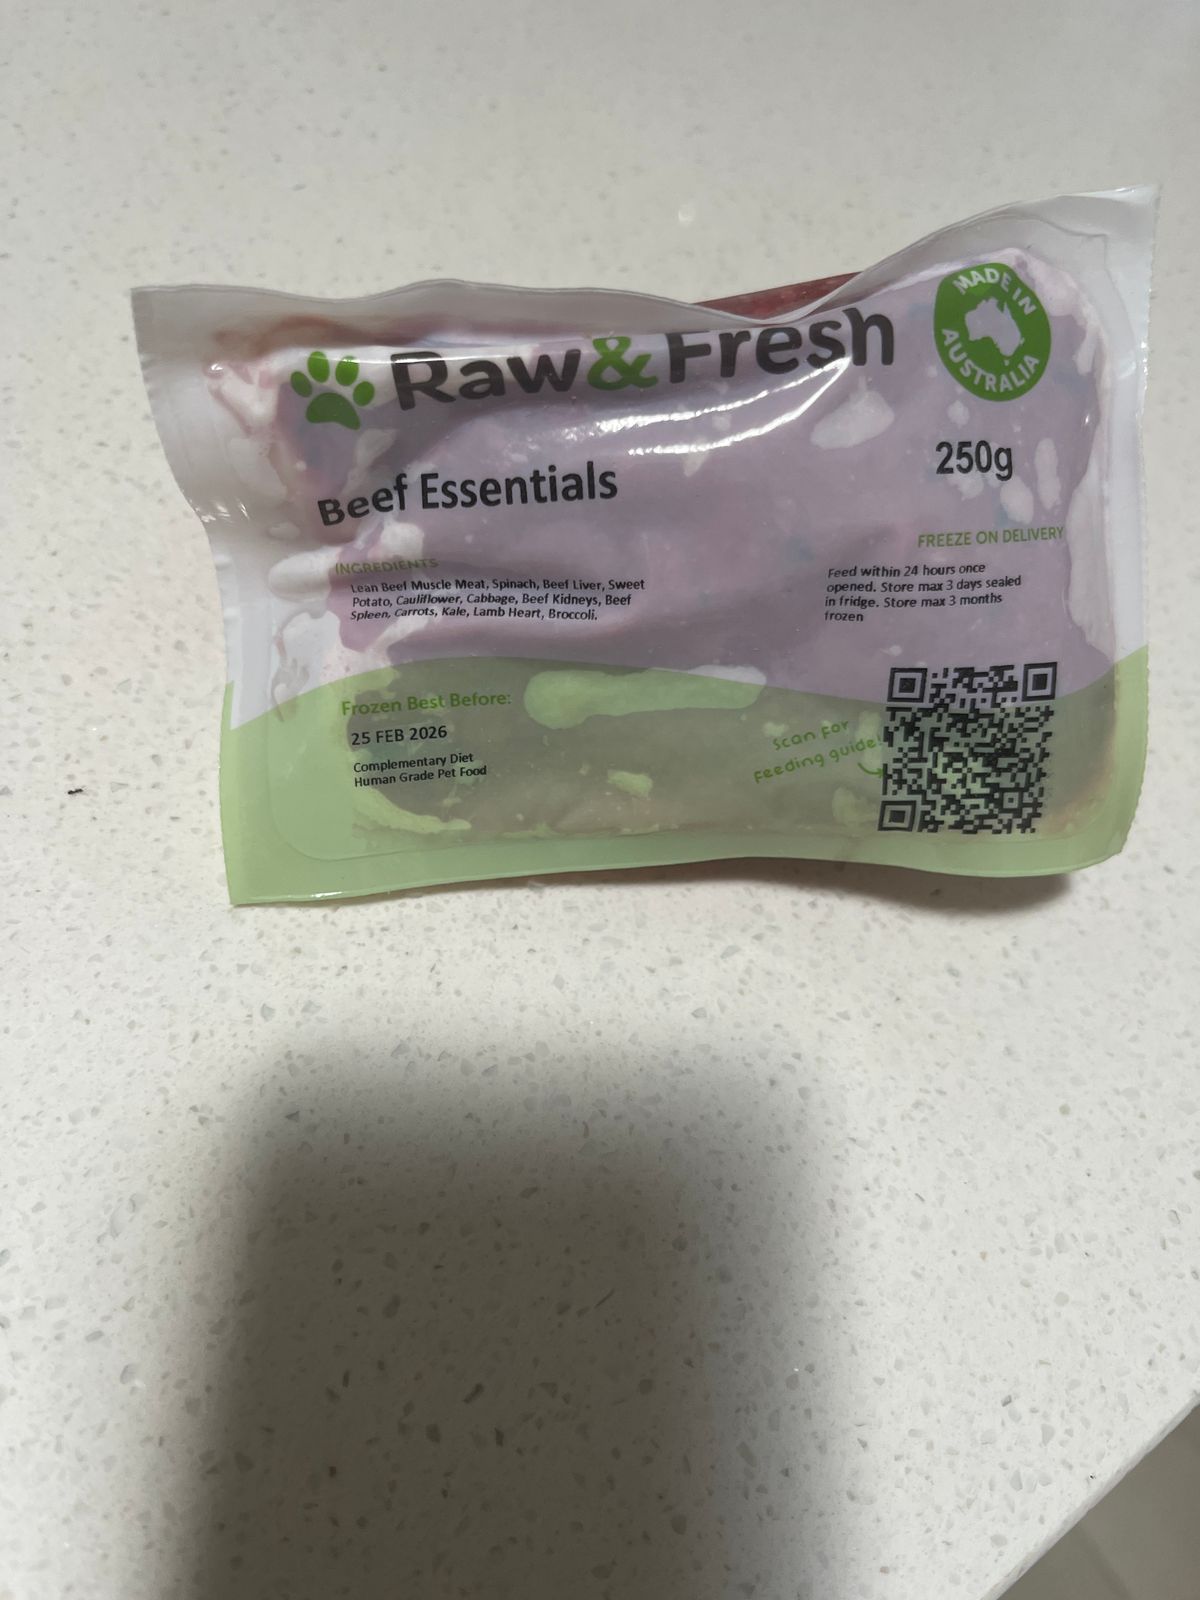 Raw&Fresh
MADE IN
AUSTRALIA
Beef Essentials
250g
INGREDIENTS
Lean Beef Muscle Meat, Spinach, Beef Liver, Sweet
Potato, Cauliflower, Cabbage, Beef Kidneys, Beef
Spleen, Carrots, Kale, Lamb Heart, Broccoli.
FREEZE ON DELIVERY
Feed within 24 hours once
opened. Store max 3 days sealed
in fridge. Store max 3 months
frozen
Frozen Best Before:
25 FEB 2026
Complementary Diet
Human Grade Pet Food
scan for
feeding guide!